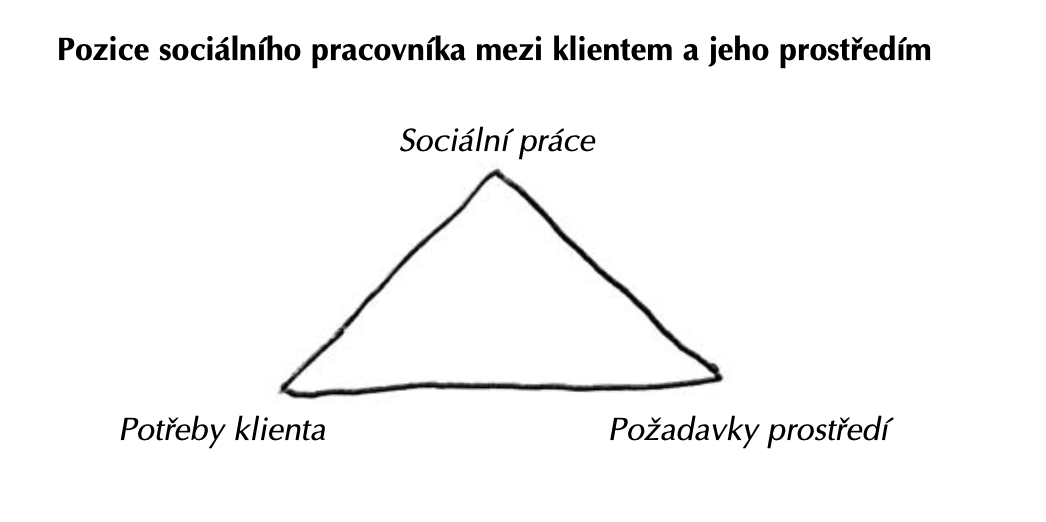 Pozice sociálního pracovníka mezi klientem a jeho prostředím
Sociální práce
Potřeby klienta
Požadavky prostředí